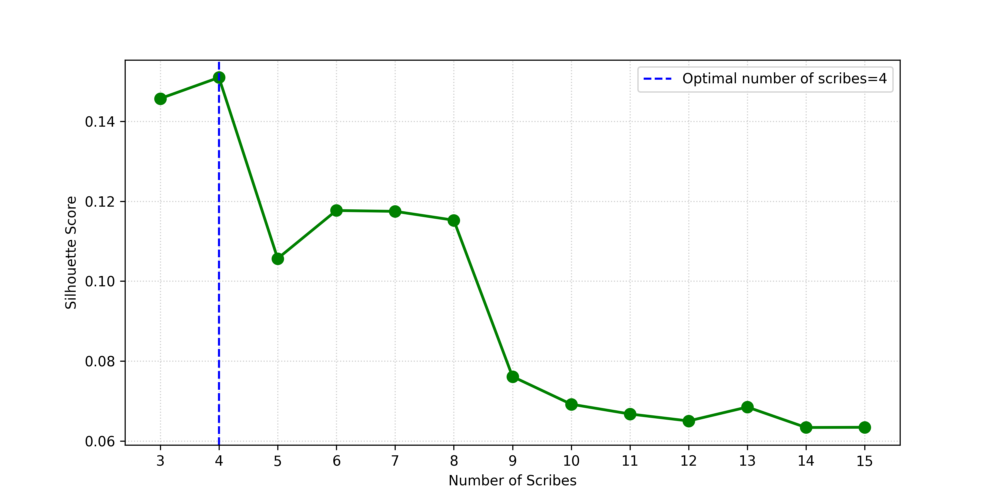 Optimal number of scribes=4
Silhouette Score
0.14
0.12
0.10
0.08
0.06
3 4 5 6 7 8 9 10 11 12 13 14 15
Number of Scribes